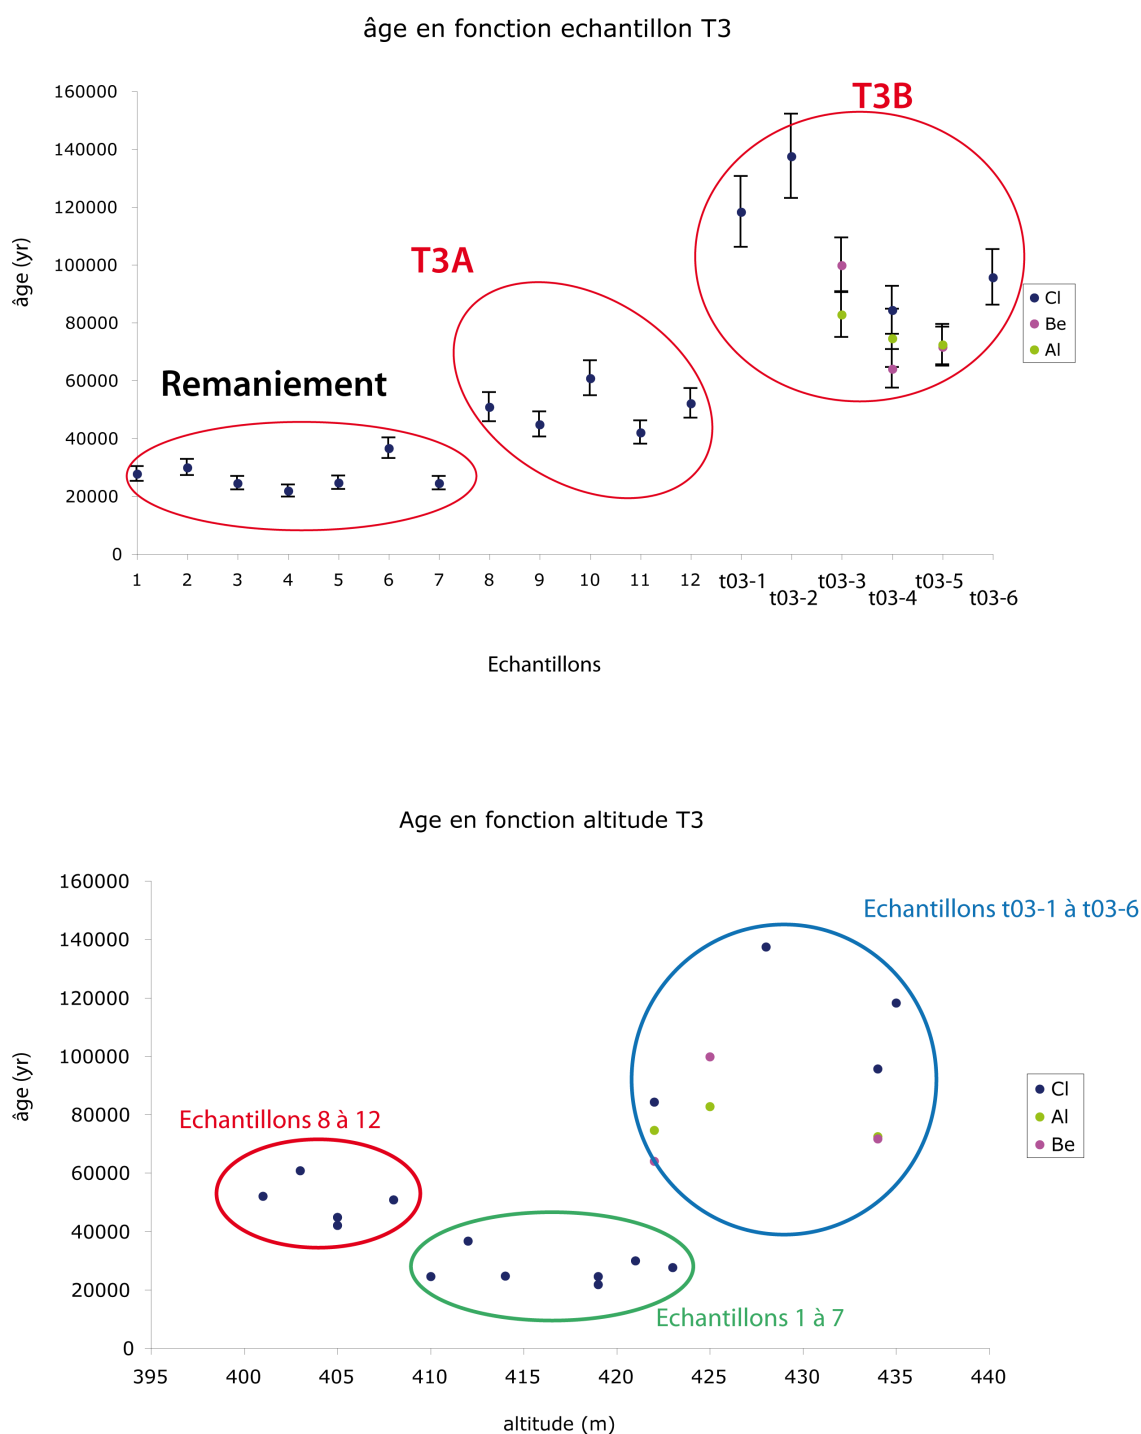 âge en fonction echantillon T3
T3B
160000
140000
120000
T3A
100000
âge (yr)
Cl
Be
Al
80000
Remaniement
60000
40000
20000
0
1 2 3 4 5 6 7 8 9 10 11 12 t03-1 t03-3 t03-5
t03-2 t03-4 t03-6
Echantillons
Age en fonction altitude T3
160000
Echantillons t03-1 à t03-6
140000
120000
100000
âge (yr)
Cl
Al
Be
80000
Echantillons 8 à 12
60000
40000
20000
Echantillons 1 à 7
0
395 400 405 410 415 420 425 430 435 440
altitude (m)